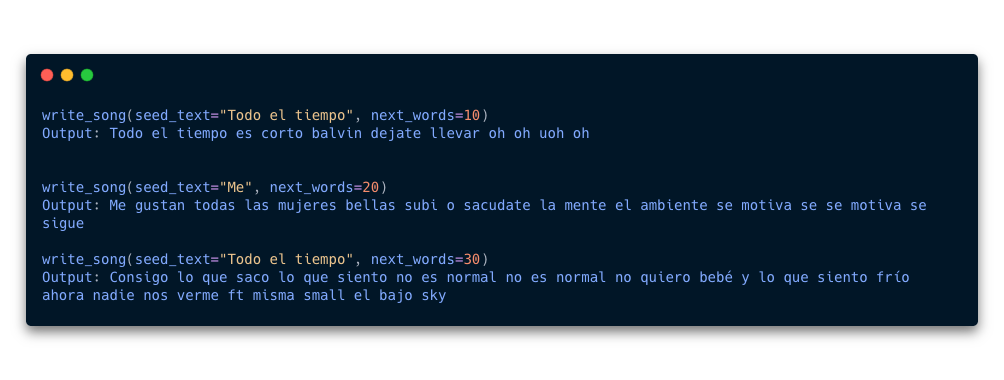 write_song(seed_text="Todo el tiempo", next_words=10)
Output: Todo el tiempo es corto balvin dejate llevar oh oh uoh oh
write_song(seed_text="Me", next_words=20)
Output: Me gustan todas las mujeres bellas subi o sacudate la mente el ambiente se motiva se se motiva se
sigue
write_song(seed_text="Todo el tiempo", next_words=30)
Output: Consigo lo que saco lo que siento no es normal no es normal no quiero bebé y lo que siento frío
ahora nadie nos verme ft misma small el bajo sky